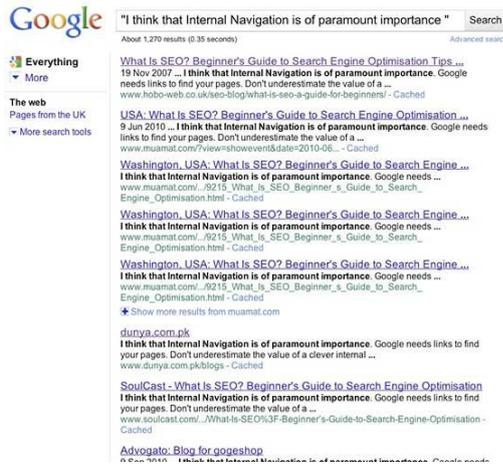 Google
"I think that Internal Navigation is of paramount importance "
Search
About 1,270 results (0.35 seconds)
Advanced search
Everything
More
The web
Pages from the UK
More search tools
What Is SEO? Beginner's Guide to Search Engine Optimisation Tips ...
19 Nov 2007 ... I think that Internal Navigation is of paramount importance. Google
needs links to find your pages. Don't underestimate the value of a ...
www.hobo-web.co.uk/seo-blog/what-is-seo-a-guide-for-beginners/ - Cached
USA: What Is SEO? Beginner's Guide to Search Engine Optimisation ...
9 Jun 2010 ... I think that Internal Navigation is of paramount importance. Google needs
links to find your pages. Don't underestimate the value of a ...
www.muamat.com/?view=showevent&date=2010-06... - Cached
Washington, USA: What Is SEO? Beginner's Guide to Search Engine ...
I think that Internal Navigation is of paramount importance. Google needs ...
www.muamat.com/.../9215_What_Is_SEO_Beginner_s_Guide_to_Search_
Engine_Optimisation.html - Cached
Washington, USA: What Is SEO? Beginner's Guide to Search Engine ...
I think that Internal Navigation is of paramount importance. Google needs ...
www.muamat.com/.../9215_What_Is_SEO_Beginner_s_Guide_to_Search_
Engine_Optimisation.html - Cached
Washington, USA: What Is SEO? Beginner's Guide to Search Engine ...
I think that Internal Navigation is of paramount importance. Google needs ...
www.muamat.com/.../9215_What_Is_SEO_Beginner_s_Guide_to_Search_
Engine_Optimisation.html - Cached
Show more results from muamat.com
dunya.com.pk
I think that Internal Navigation is of paramount importance. Google needs links to find
your pages. Don't underestimate the value of a clever internal ...
www.dunya.com.pk/blogs - Cached
SoulCast - What Is SEO? Beginner's Guide to Search Engine Optimisation
I think that Internal Navigation is of paramount importance. Google needs links to find
your pages. Don't underestimate the value of a ...
www.soulcast.com/.../What-Is-SEO%3F-Beginner's-Guide-to-Search-Engine-Optimisation -
Cached
Advogato: Blog for gogeshop
9 Sep 2010 ... I think that Internal Navigation is of paramount importance. Google needs